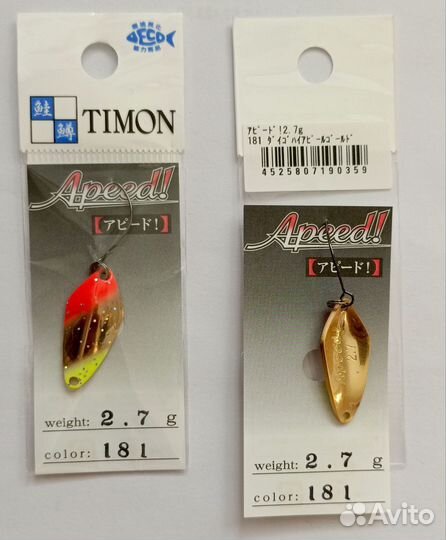 DECO
鮭
鱒
TIMON
Apeed!
【アピード!】
weight: 2.7 g
color: 181
アピード!2.7g
181 ダイゴハイアピールゴールド
4525807190359
Apeed!
【アピード!】
weight: 2.7 g
color: 181
Avito